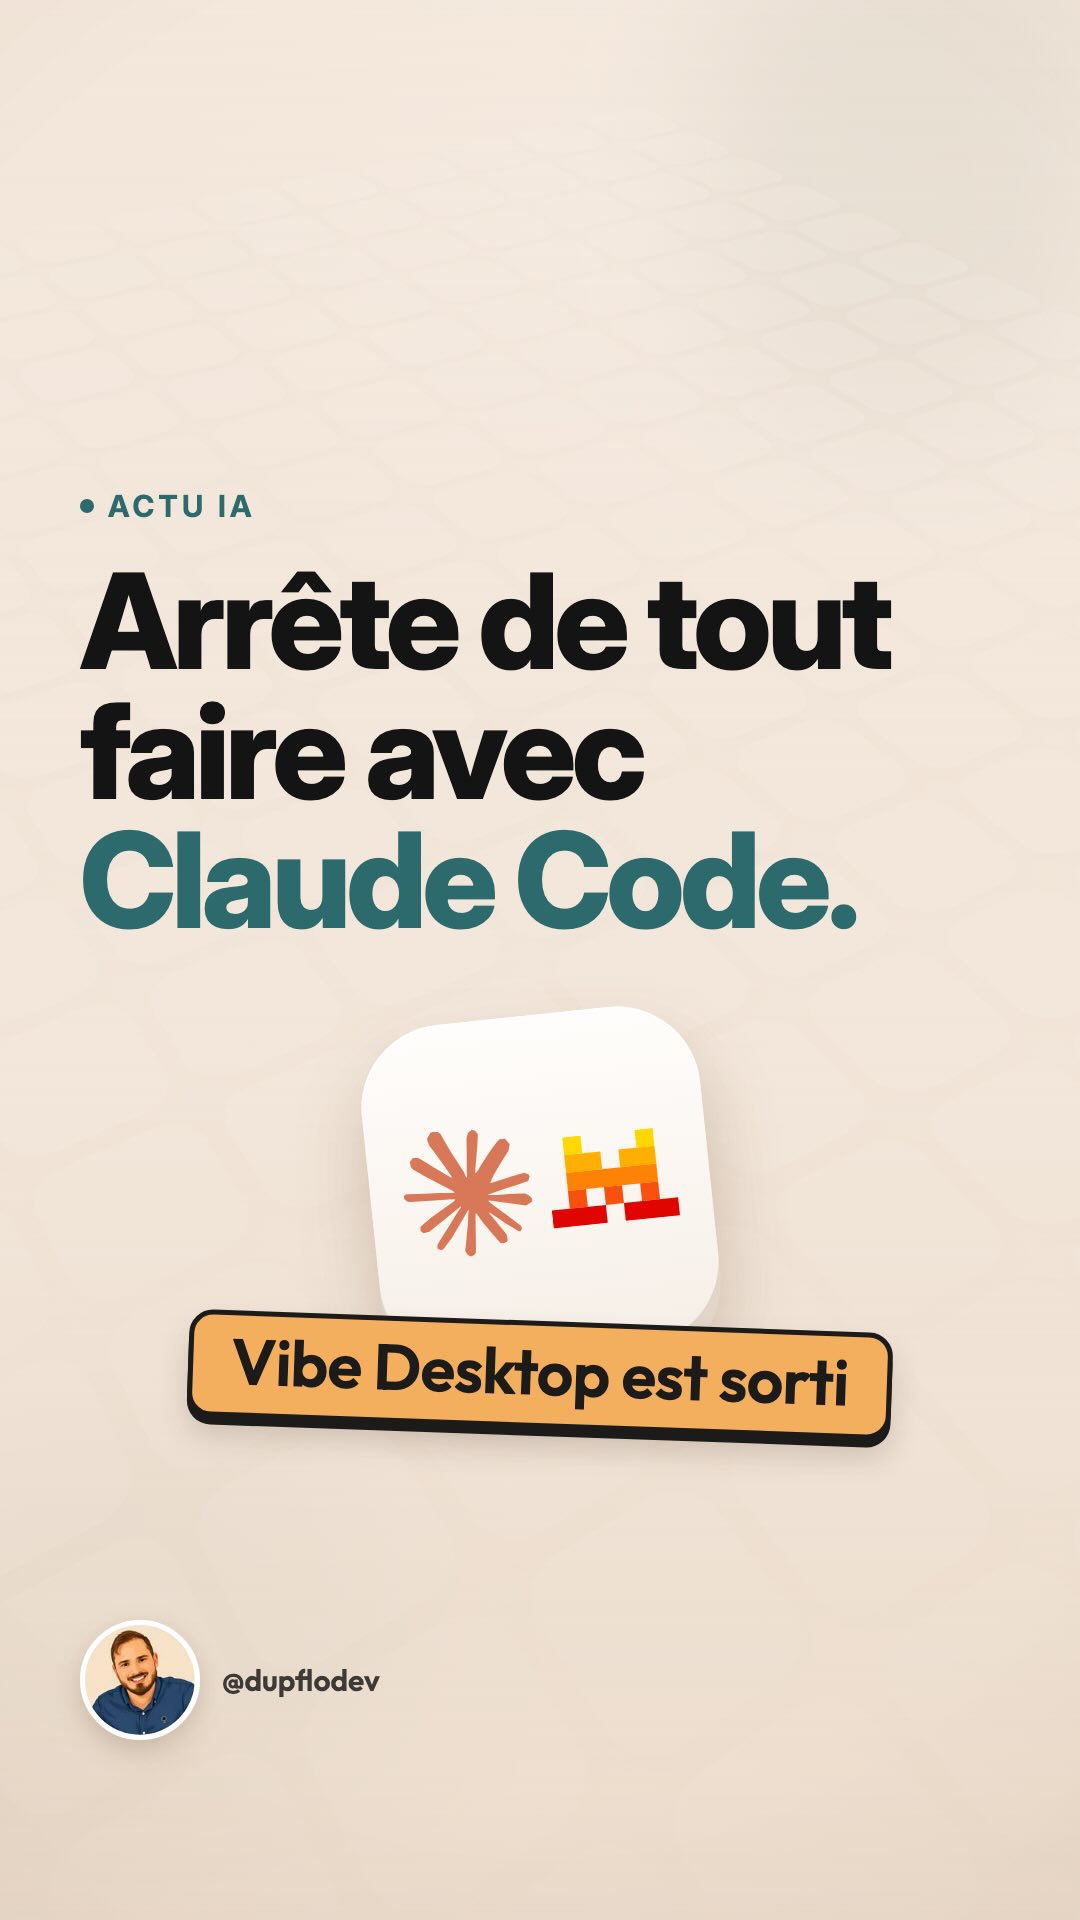 ACTU IA
Arrête de tout
faire avec
Claude Code.
Vibe Desktop est sorti
@dupflodev